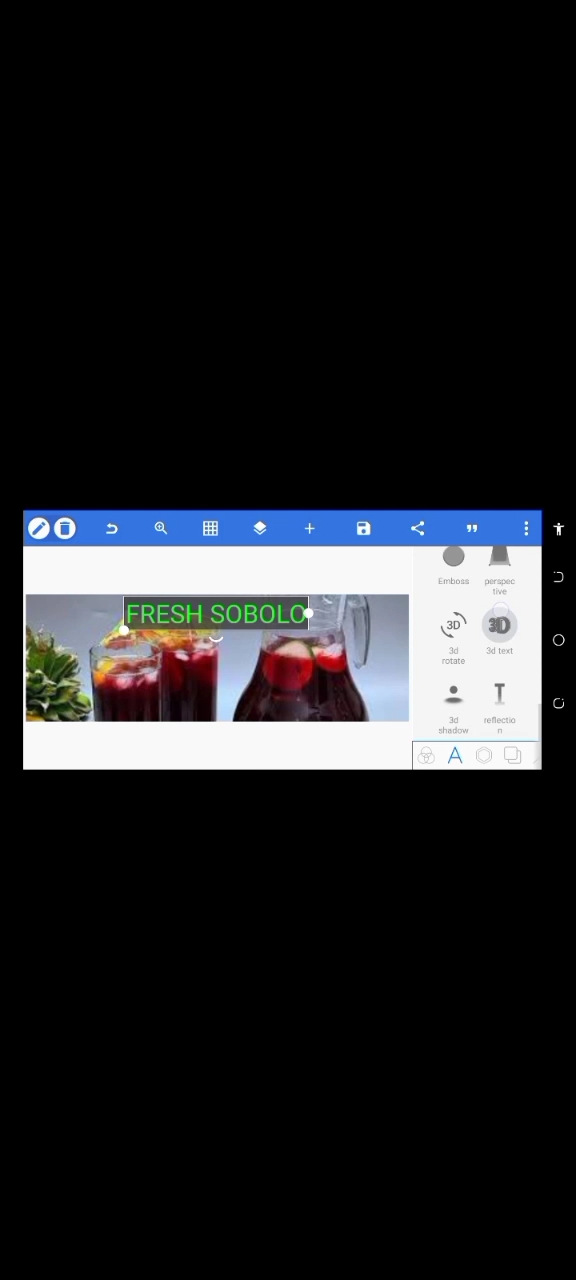 FRESH SOBOLO
Emboss
perspec
tive
3D
3D
3d
rotate
3d text
T
3d
shadow
reflectio
n
A